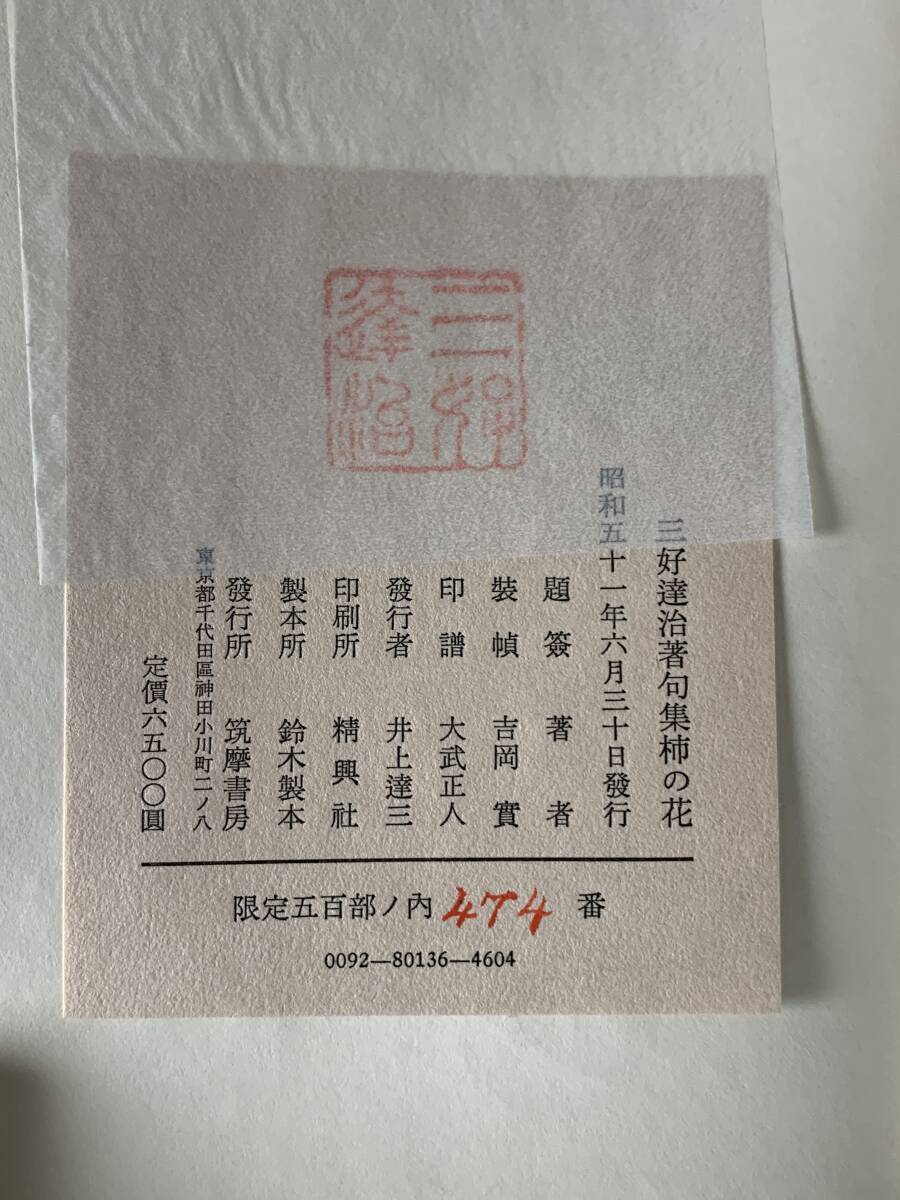 三好達治
三好達治著句集柿の花
昭和五十一年六月三十日發行
題簽 著者
裝幀 吉岡實
印譜 大武正人
發行者 井上達三
印刷所 精興社
製本所 鈴木製本
發行所 筑摩書房
東京都千代田區神田小川町二ノ八
定價六五〇〇圓
限定五百部ノ內 474 番
0092—80136—4604